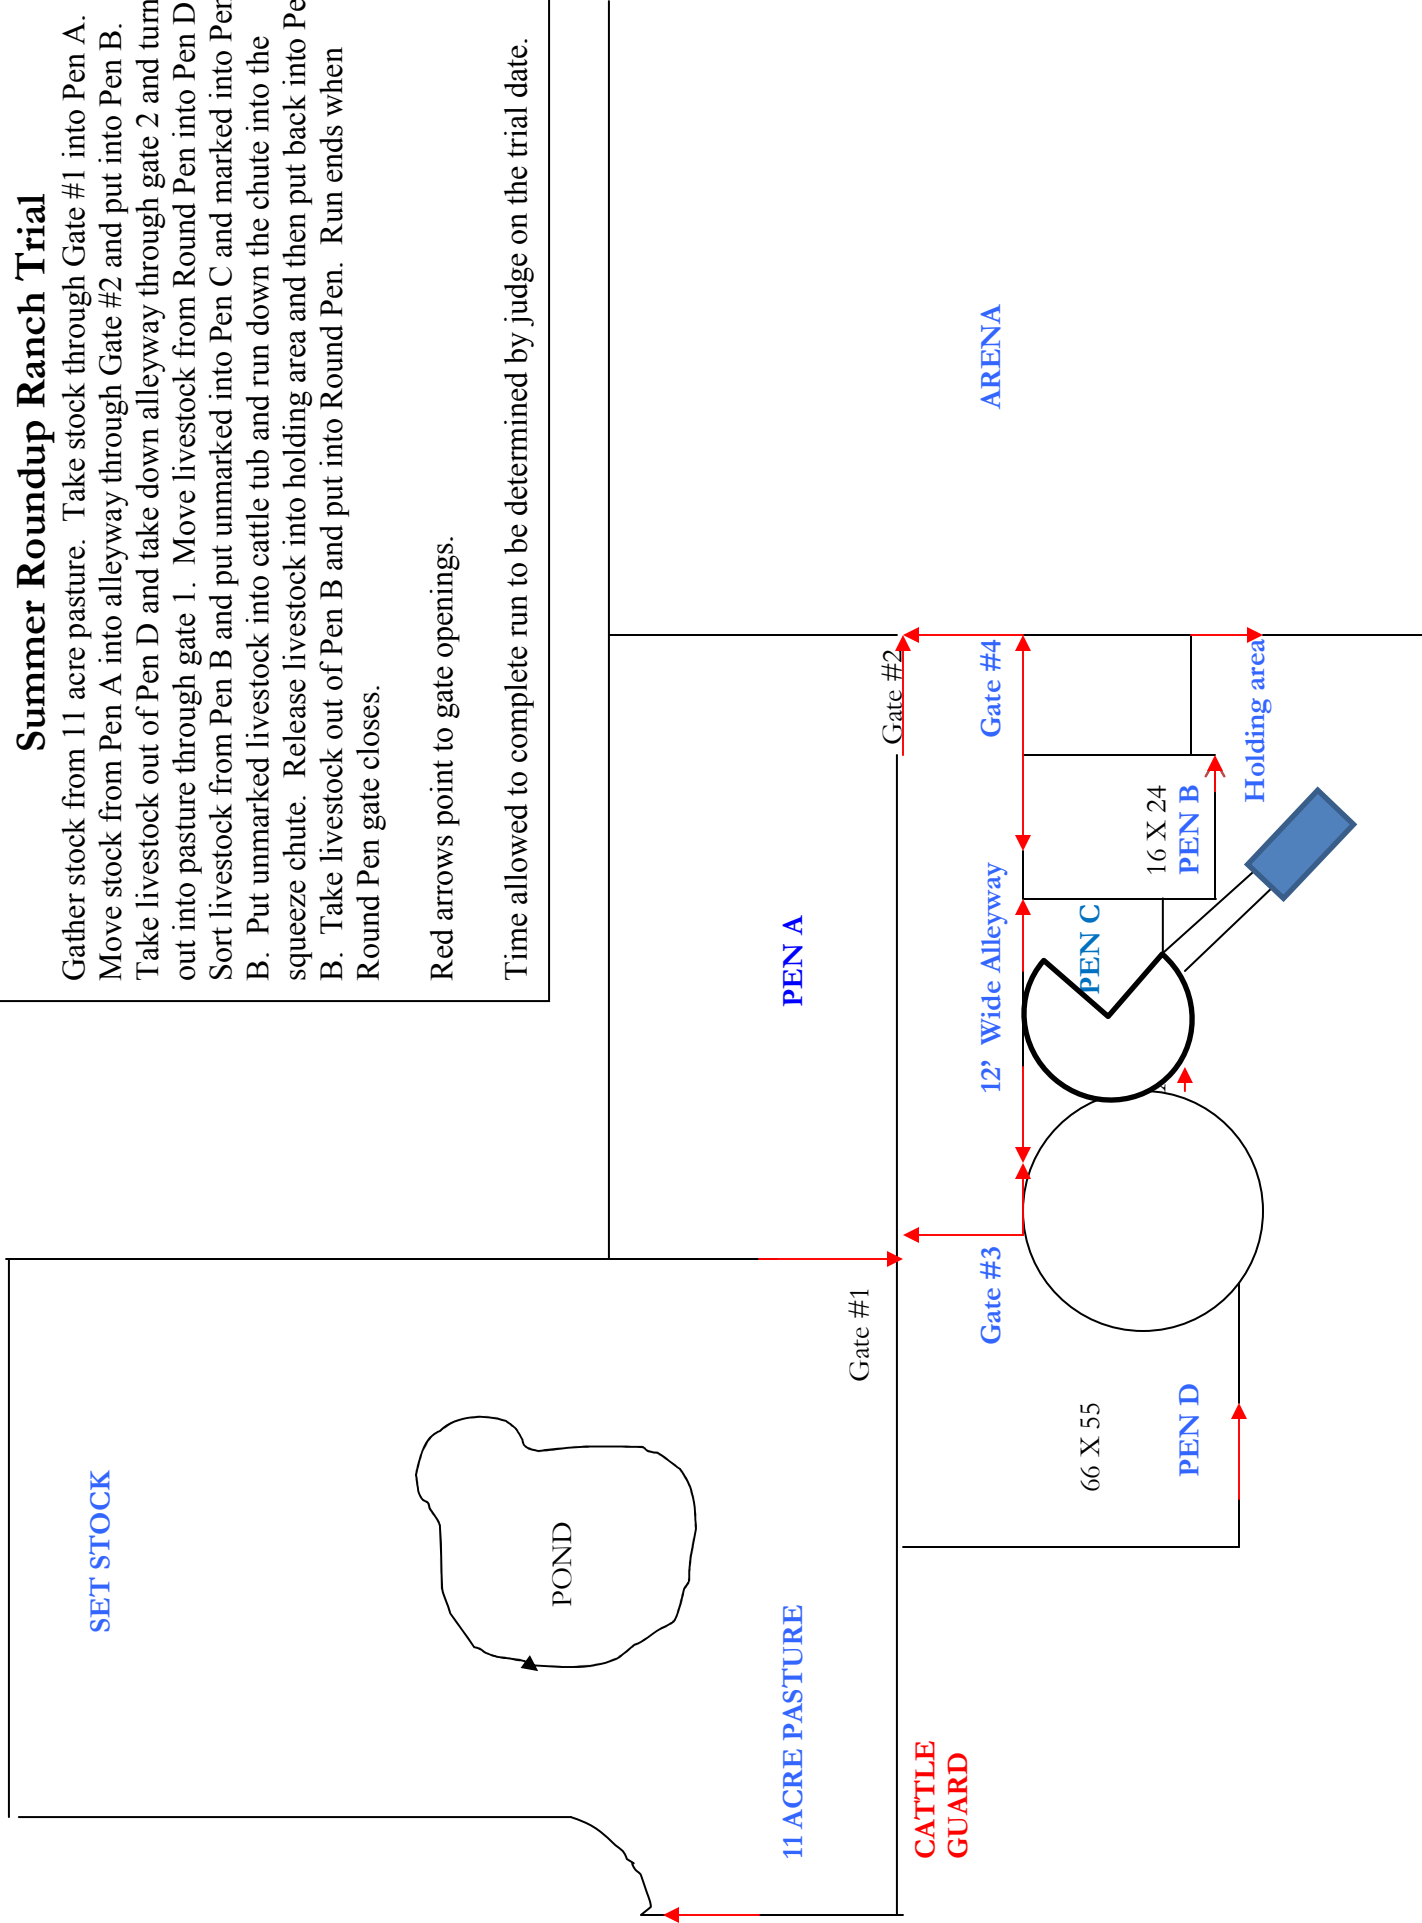 Summer Roundup Ranch Trial
Gather stock from 11 acre pasture.  Take stock through Gate #1 into Pen A.
Move stock from Pen A into alleyway through Gate #2 and put into Pen B.
Take livestock out of Pen D and take down alleyway through gate 2 and turn
out into pasture through gate 1.  Move livestock from Round Pen into Pen D
Sort livestock from Pen B and put unmarked into Pen C and marked into Pen
B.  Put unmarked livestock into cattle tub and run down the chute into the
squeeze chute.  Release livestock into holding area and then put back into Pe
B.  Take livestock out of Pen B and put into Round Pen.  Run ends when
Round Pen gate closes.
Red arrows point to gate openings.
Time allowed to complete run to be determined by judge on the trial date.
SET STOCK
POND
11 ACRE PASTURE
CATTLE
GUARD
Gate #1
PEN A
Gate #2
ARENA
Gate #3
12’ Wide Alleyway
Gate #4
66 X 55
PEN D
PEN C
16 X 24
PEN B
Holding area